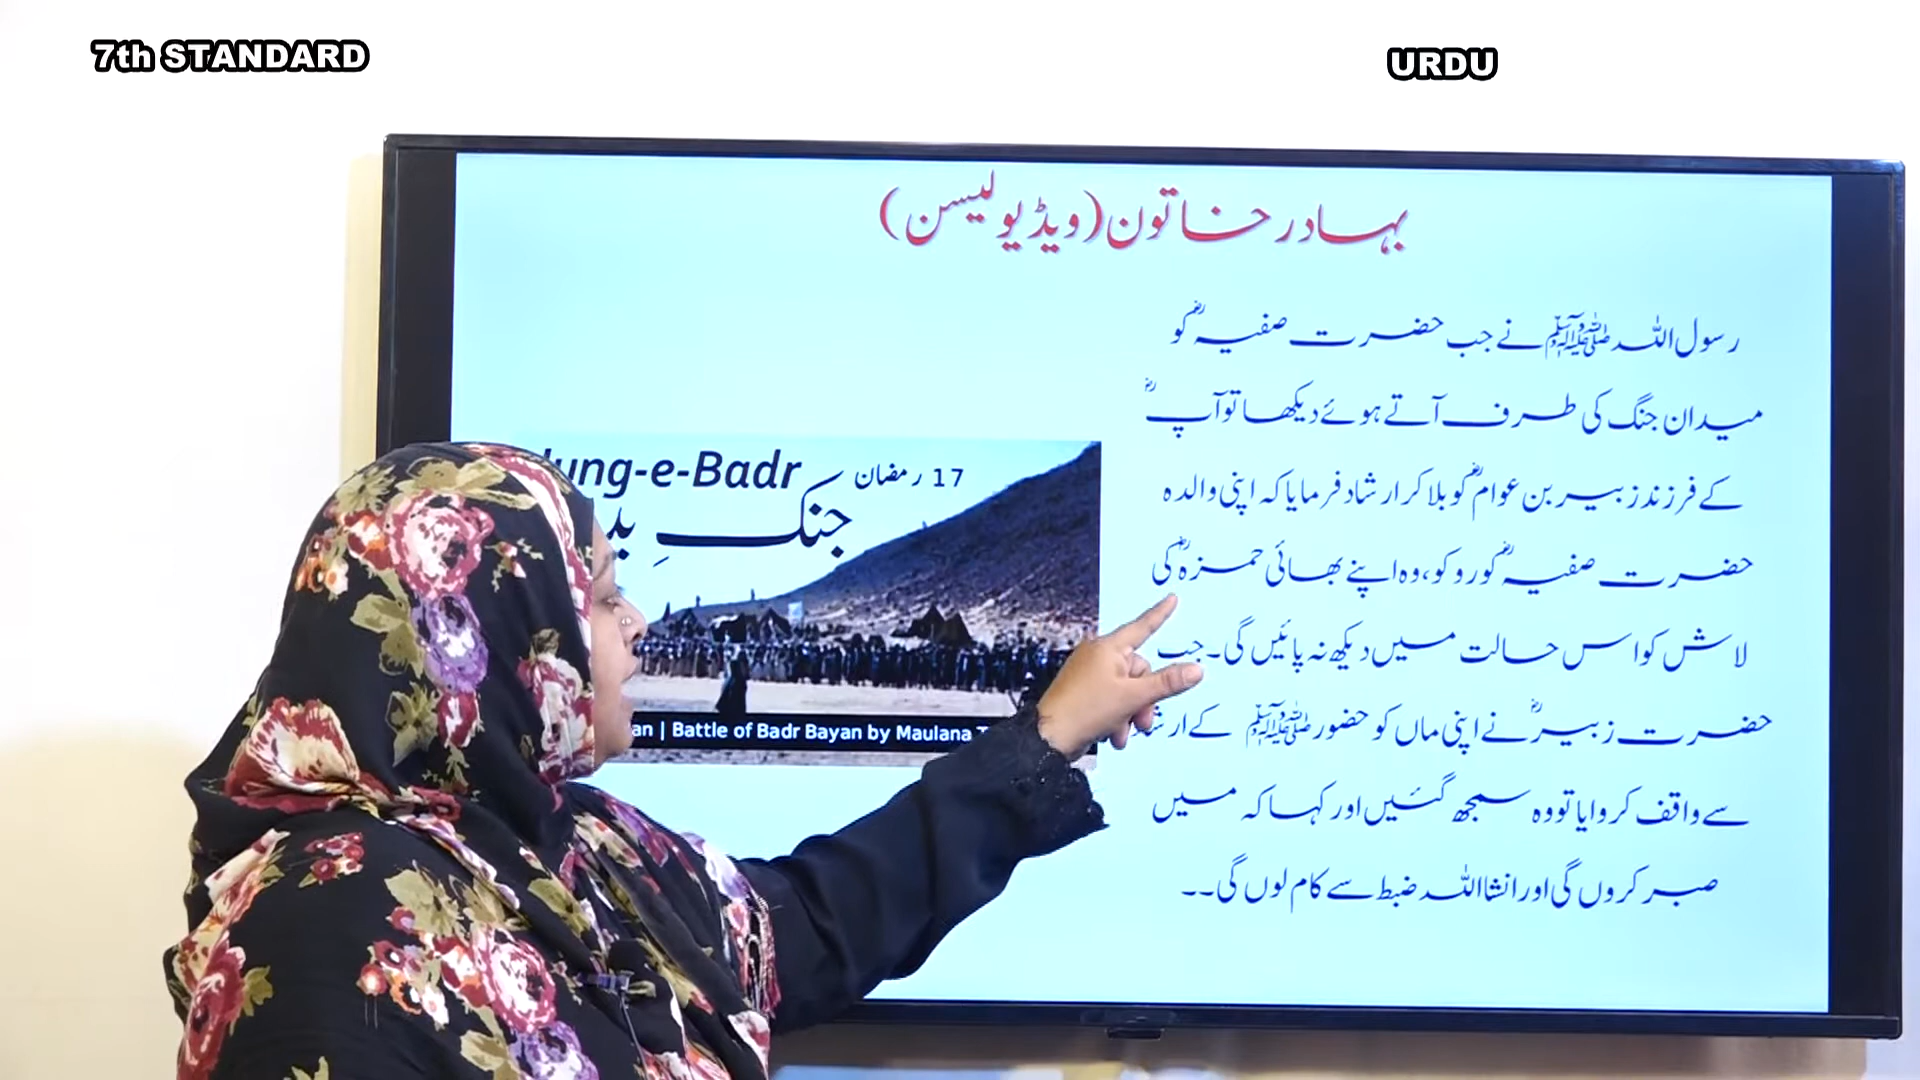 7th STANDARD
URDU
بہادر خاتون (ویڈیو لیسن)
رسول اللہ ﷺ نے جب حضرت صفیہؓ کو
میدان جنگ کی طرف آتے ہوئے دیکھا تو آپؓ
کے فرزند زبیر بن عوامؓ کو بلا کر ارشاد فرمایا کہ اپنی والدہ
حضرت صفیہؓ کو روکو، وہ اپنے بھائی حمزہؓ کی
لاش کو اس حالت میں دیکھ نہ پائیں گی۔ جب
حضرت زبیرؓ نے اپنی ماں کو حضور ﷺ کے
سے واقف کروایا تو وہ سمجھ گئیں اور کہا کہ میں
صبر کروں گی اور انشا اللہ ضبط سے کام لوں گی۔۔
ung-e-Badr
17 رمضان
جنگِ
an | Battle of Badr Bayan by Maulana